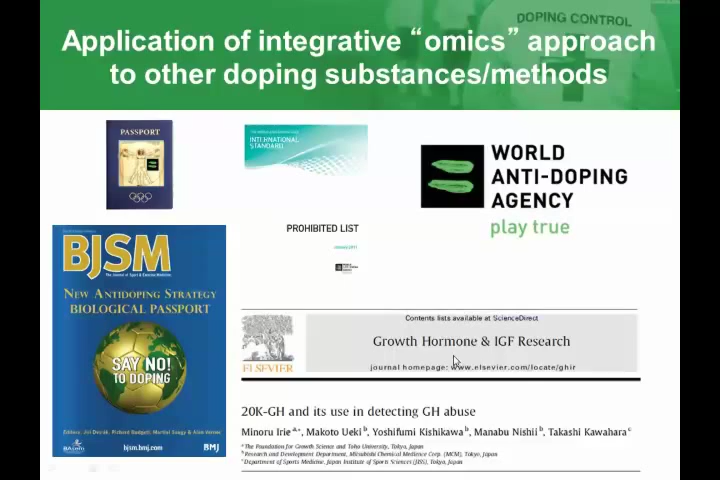 DOPING CONTROL
Application of integrative “omics” approach
to other doping substances/methods
PASSPORT
INTERNATIONAL
STANDARD
PROHIBITED LIST
WORLD
ANTI-DOPING
AGENCY
play true
BJSM
NEW ANTIDOPING STRATEGY
BIOLOGICAL PASSPORT
SAY NO!
TO DOPING
bjsm.bmj.com
BMJ
Contents lists available at ScienceDirect
Growth Hormone & IGF Research
journal homepage: www.elsevier.com/locate/ghir
ELSEVIER
20K-GH and its use in detecting GH abuse
Minoru Irie a,*, Makoto Ueki b, Yoshifumi Kishikawa b, Manabu Nishii b, Takashi Kawahara c
a The Foundation for Growth Science and Toho University, Tokyo, Japan
b Research and Development Department, Mitsubishi Chemical Medience Corp. (MCM), Tokyo, Japan
c Department of Sports Medicine, Japan Institute of Sports Sciences (JISS), Tokyo, Japan